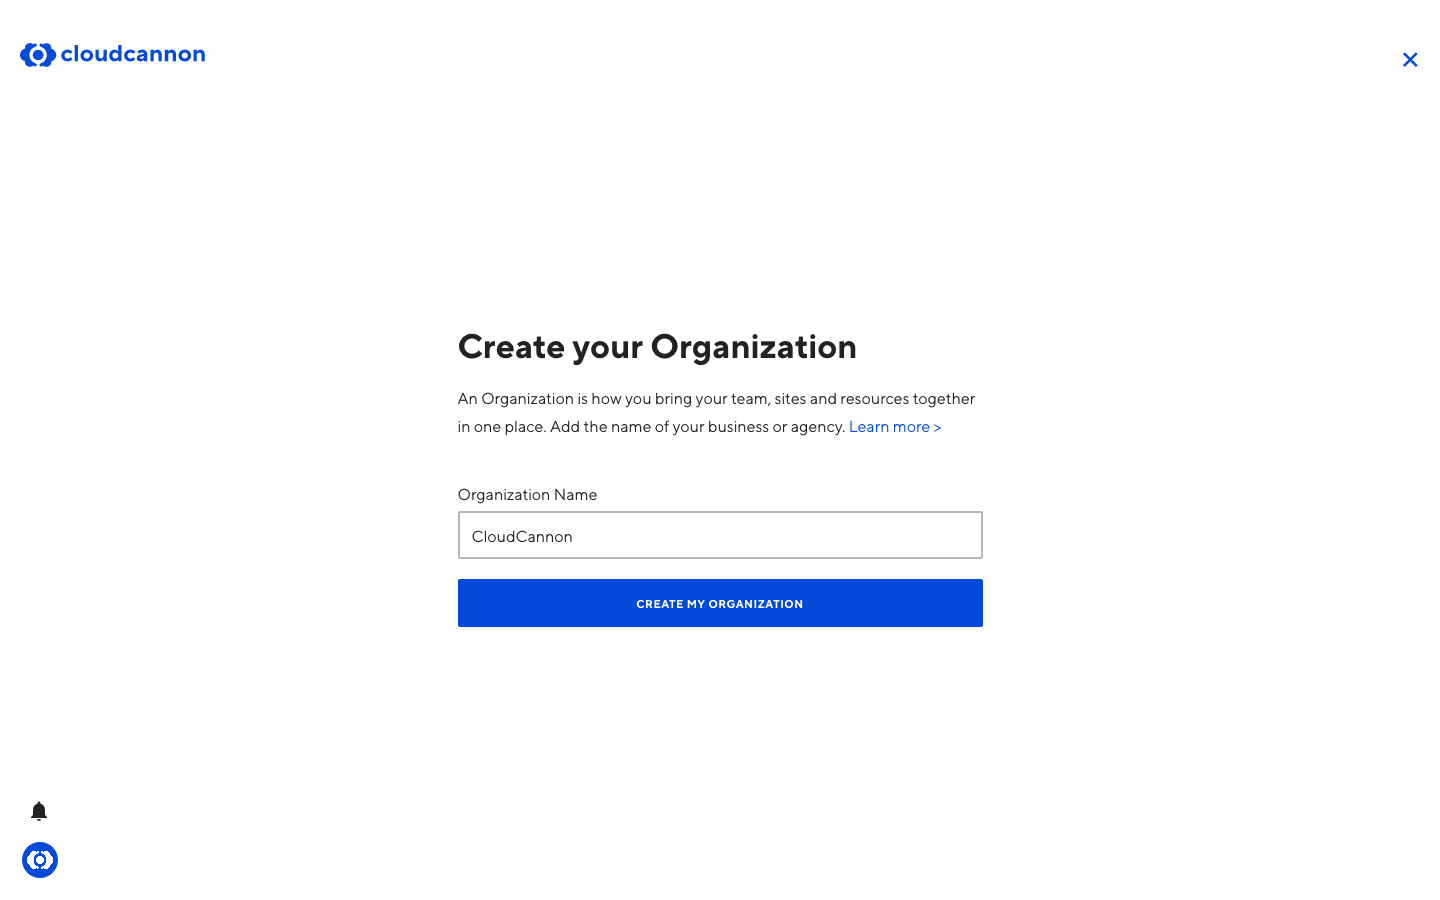 cloudcannon
Create your Organization
An Organization is how you bring your team, sites and resources together
in one place. Add the name of your business or agency. Learn more >
Organization Name
CloudCannon
CREATE MY ORGANIZATION